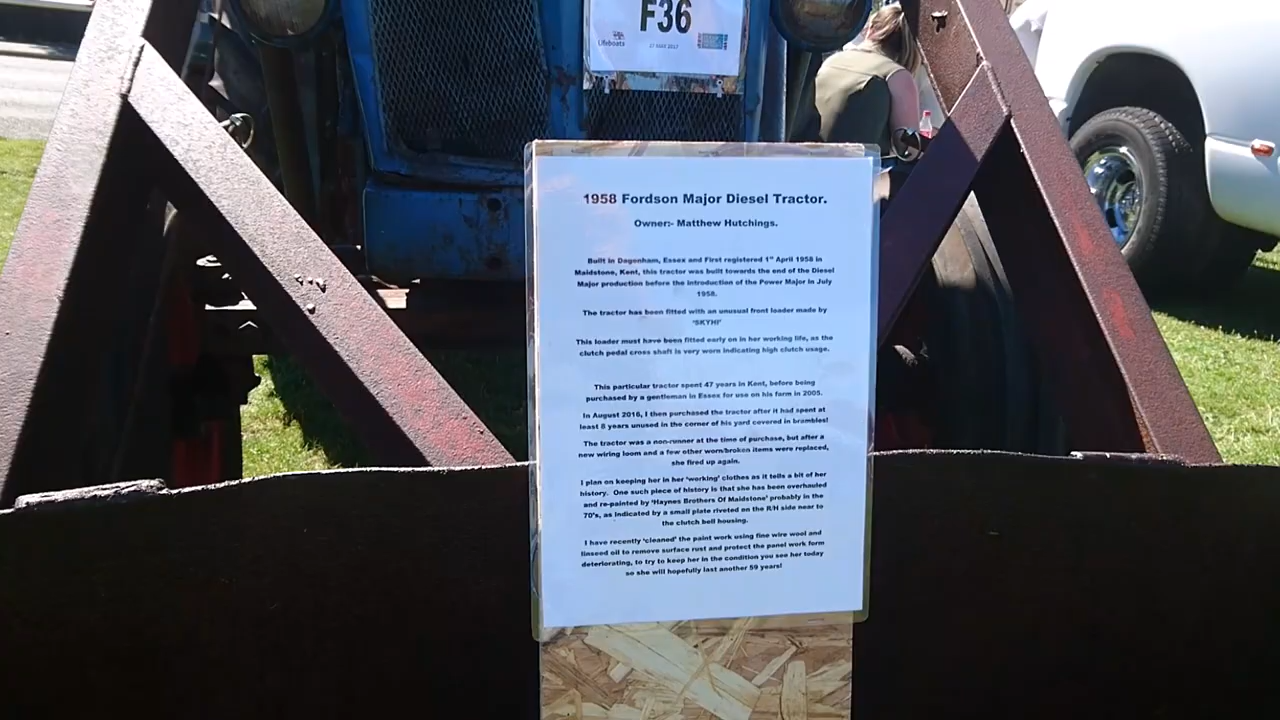 F36
Lifeboats
1958 Fordson Major Diesel Tractor.
Owner:- Matthew Hutchings.
Built in Dagenham, Essex and First registered 1st April 1958 in
Maidstone, Kent, this tractor was built towards the end of the Diesel
Major production before the introduction of the Power Major in July
1958.
The tractor has been fitted with an unusual front loader made by
'SKYHI'
This loader must have been fitted early on in her working life, as the
clutch pedal cross shaft is very worn indicating high clutch usage.
This particular tractor spent 47 years in Kent, before being
purchased by a gentleman in Essex for use on his farm in 2005.
In August 2016, I then purchased the tractor after it had spent at
least 8 years unused in the corner of his yard covered in brambles!
The tractor was a non-runner at the time of purchase, but after a
new wiring loom and a few other worn/broken items were replaced,
she fired up again.
I plan on keeping her in her 'working' clothes as it tells a bit of her
history. One such piece of history is that she has been overhauled
and re-painted by 'Haynes Brothers Of Maidstone' probably in the
70's, as indicated by a small plate riveted on the R/H side near to
the clutch bell housing.
I have recently 'cleaned' the paint work using fine wire wool and
linseed oil to remove surface rust and protect the panel work form
deteriorating, to try to keep her in the condition you see her today
so she will hopefully last another 59 years!